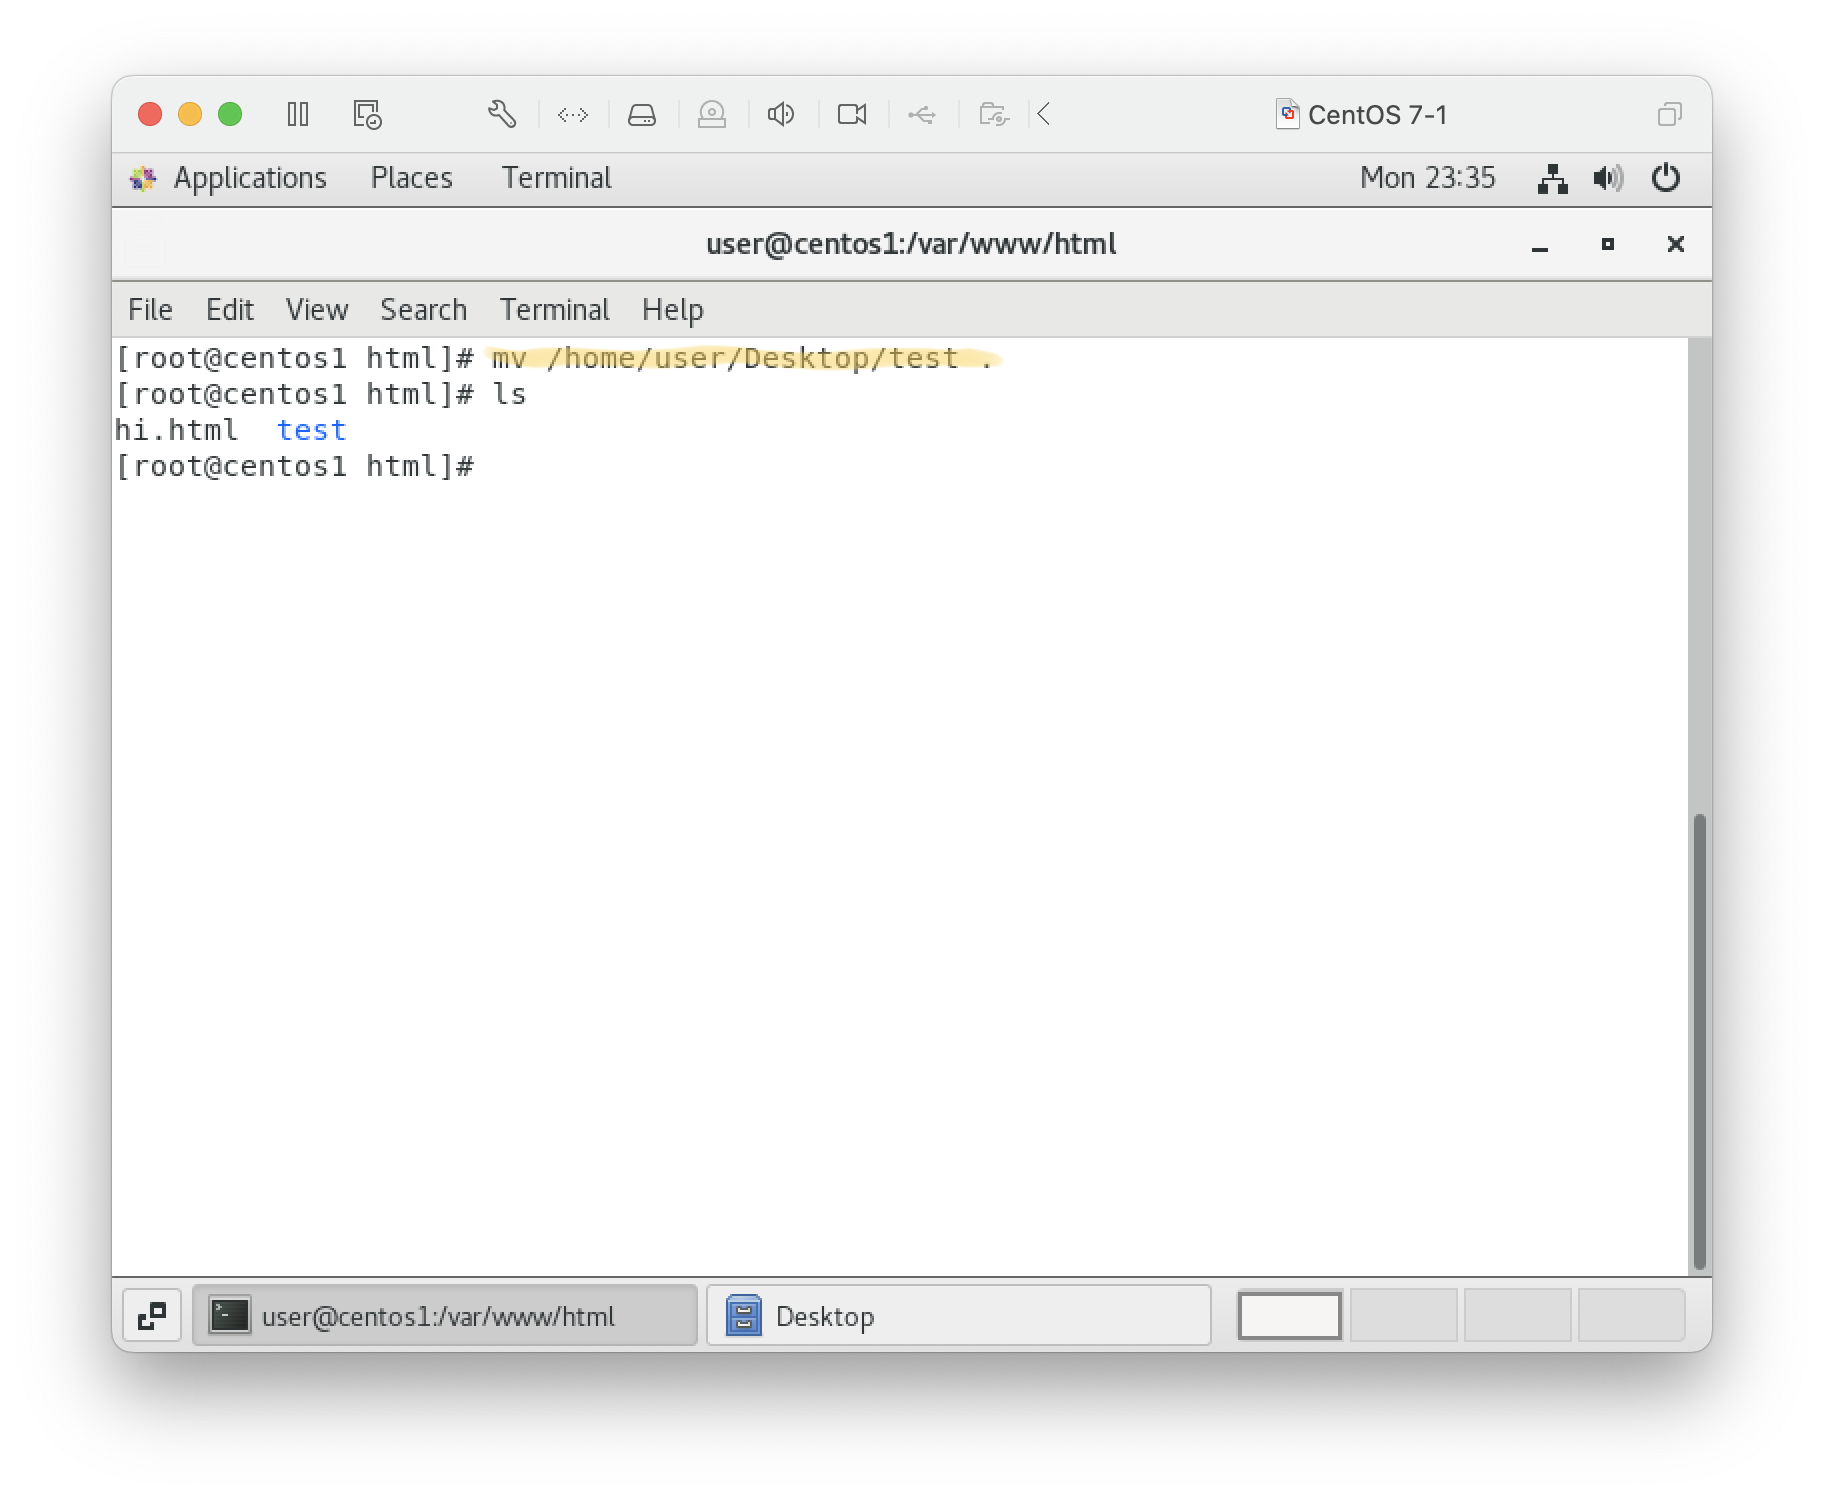 CentOS 7-1
Applications Places Terminal Mon 23:35
user@centos1:/var/www/html
File Edit View Search Terminal Help
[root@centos1 html]# mv /home/user/Desktop/test .
[root@centos1 html]# ls
hi.html  test
[root@centos1 html]#
user@centos1:/var/www/html Desktop